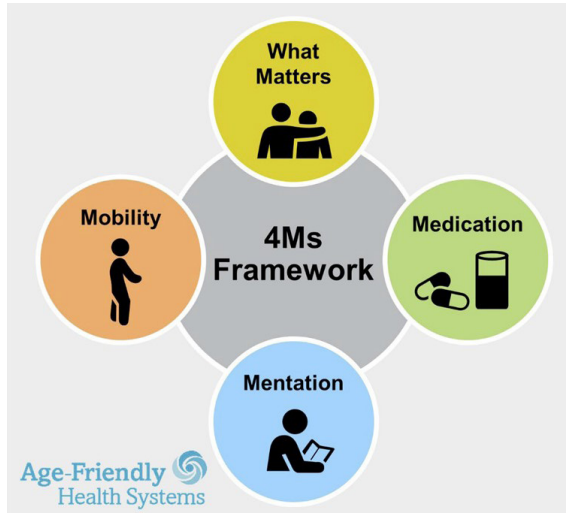 What
Matters
Mobility
4Ms
Framework
Medication
Mentation
Age-Friendly
Health Systems